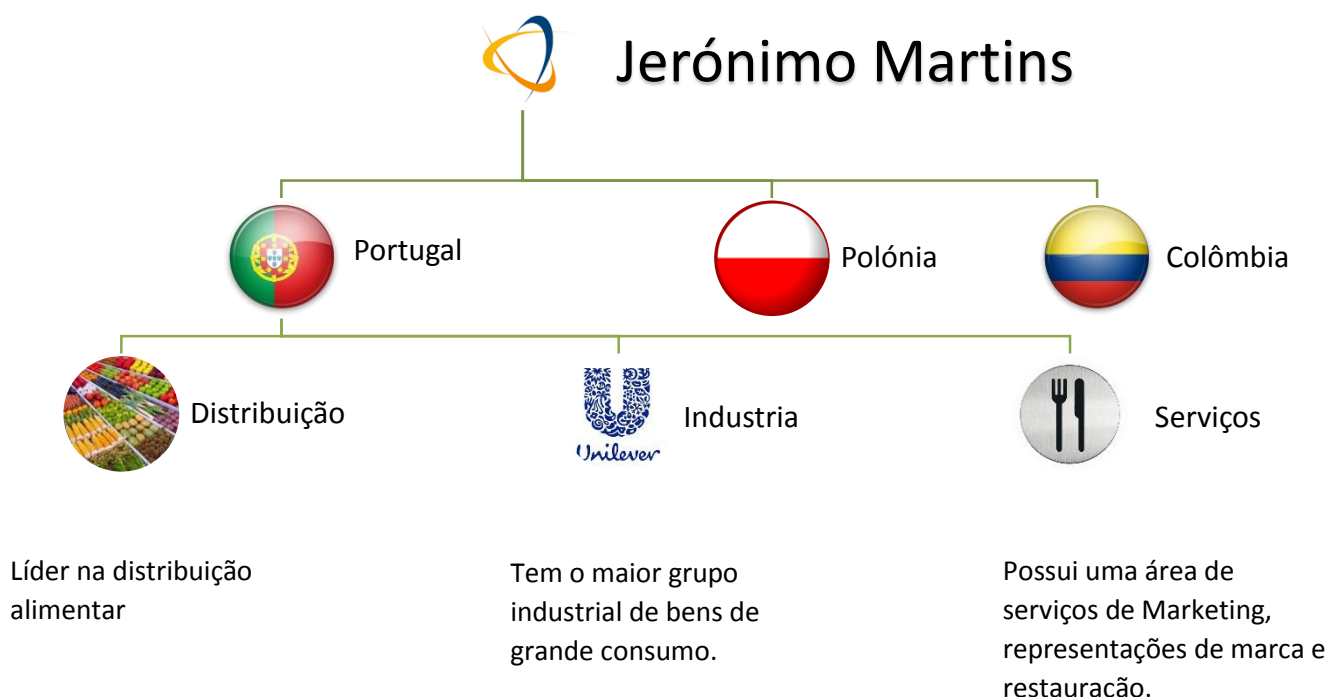 Jerónimo Martins
Portugal
Polónia
Colômbia
Distribuição
Unilever
Industria
Serviços
Líder na distribuição
alimentar
Tem o maior grupo
industrial de bens de
grande consumo.
Possui uma área de
serviços de Marketing,
representações de marca e
restauração.